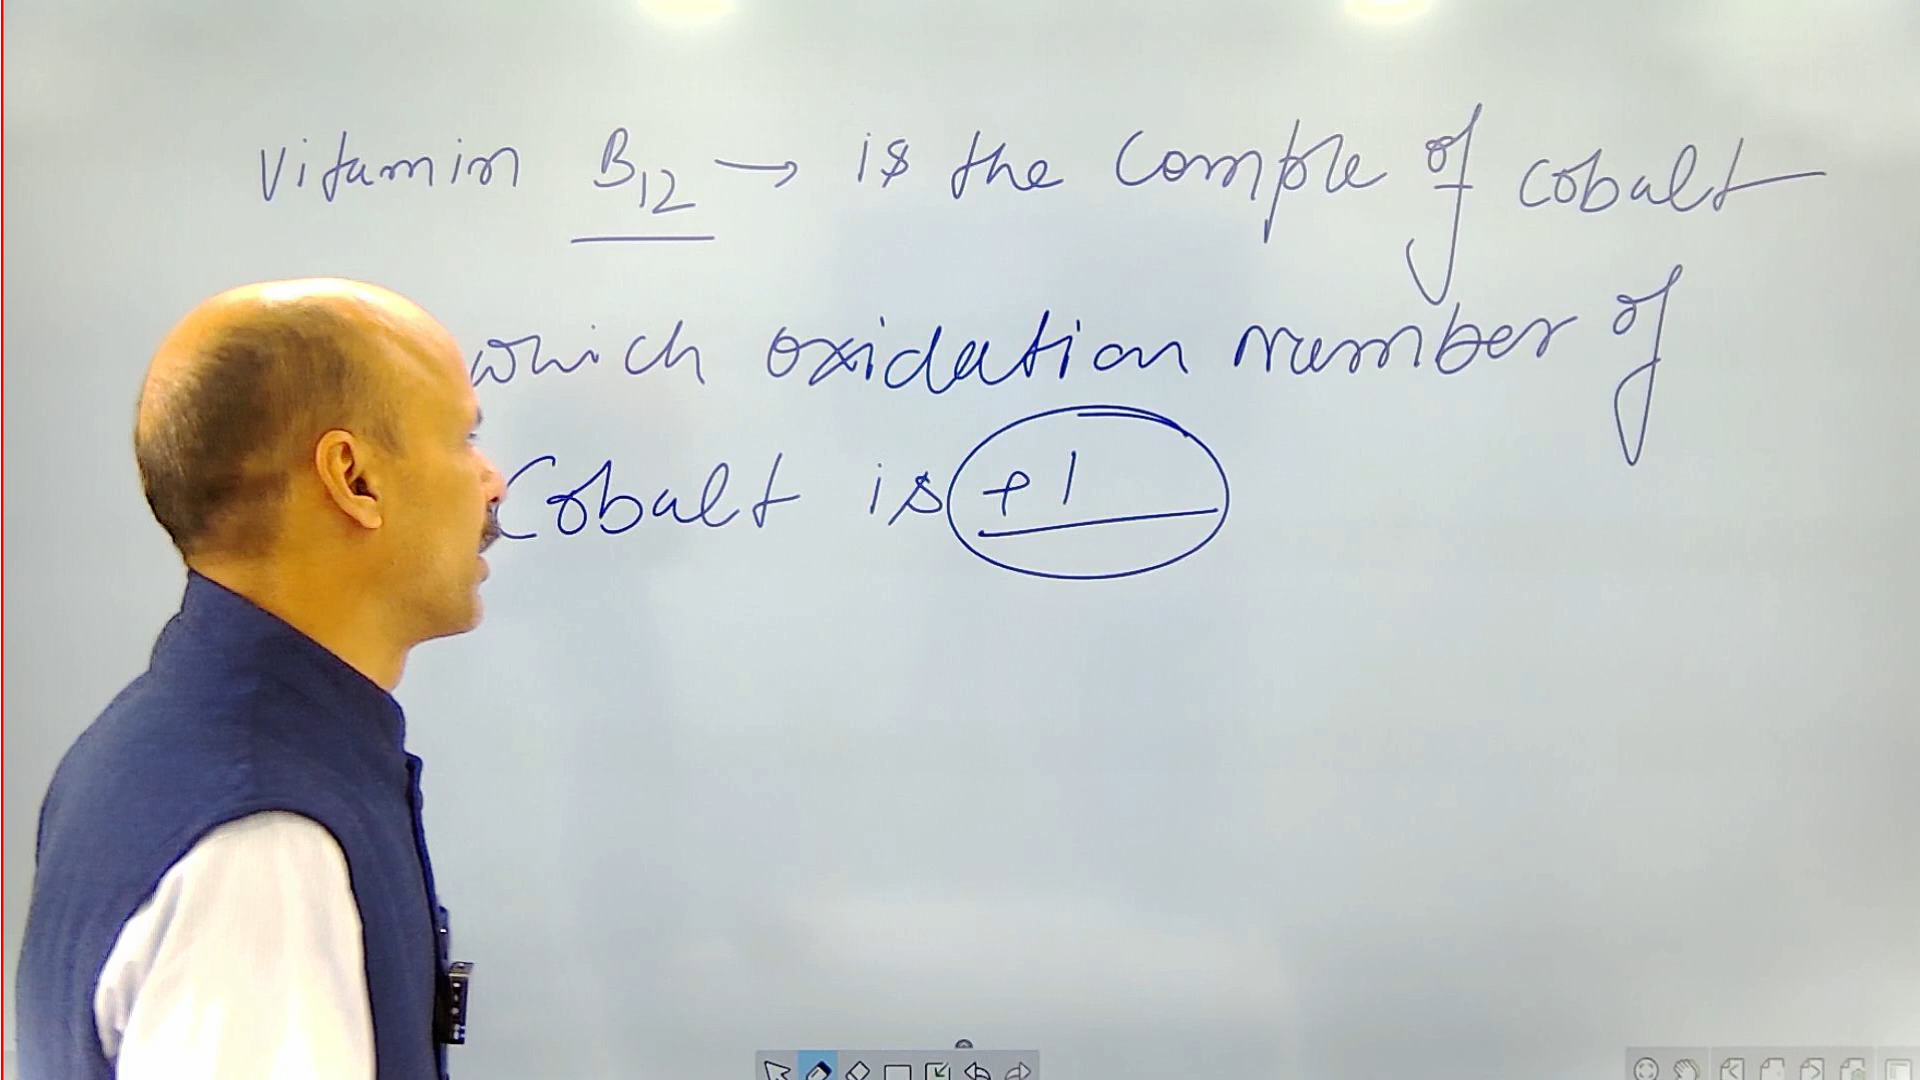 Vitamin B12 → is the comple of cobalt
which oxidation number of
Cobalt is +1